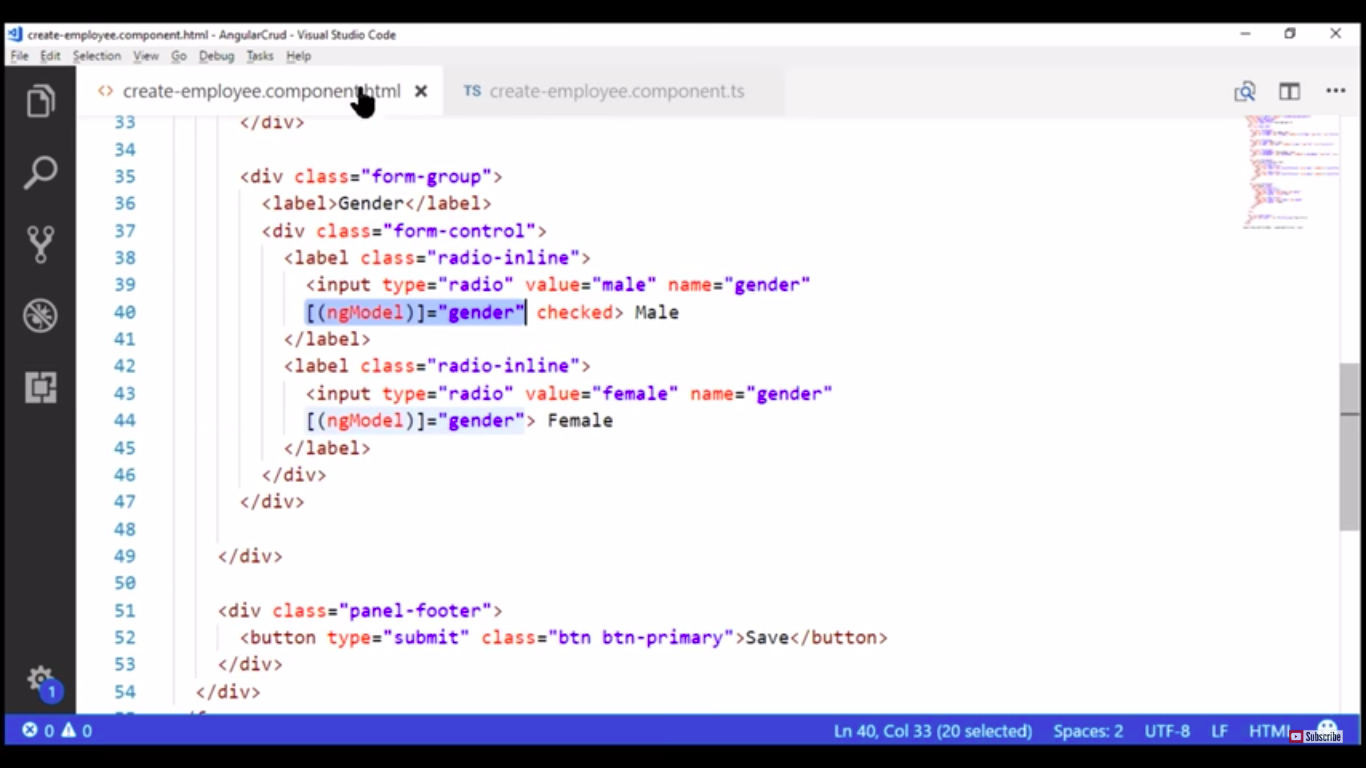 create-employee.component.html - AngularCrud - Visual Studio Code
File Edit Selection View Go Debug Tasks Help
create-employee.component.html TS create-employee.component.ts
33 </div>
34
35 <div class="form-group">
36 <label>Gender</label>
37 <div class="form-control">
38 <label class="radio-inline">
39 <input type="radio" value="male" name="gender"
40 [(ngModel)]="gender" checked> Male
41 </label>
42 <label class="radio-inline">
43 <input type="radio" value="female" name="gender"
44 [(ngModel)]="gender"> Female
45 </label>
46 </div>
47 </div>
48
49 </div>
50
51 <div class="panel-footer">
52 <button type="submit" class="btn btn-primary">Save</button>
53 </div>
54 </div>
1
0 0 Ln 40, Col 33 (20 selected) Spaces: 2 UTF-8 LF HTML
Subscribe